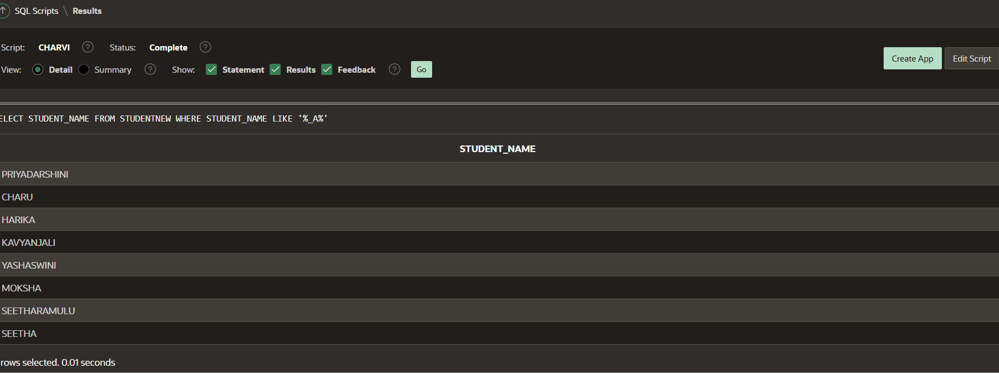 SQL Scripts \ Results
Script: CHARVI ? Status: Complete ?
Create App Edit Script
View: Detail Summary ? Show: Statement Results Feedback ? Go
ELECT STUDENT_NAME FROM STUDENTNEW WHERE STUDENT_NAME LIKE '%_A%'
STUDENT_NAME
PRIYADARSHINI
CHARU
HARIKA
KAVYANJALI
YASHASWINI
MOKSHA
SEETHARAMULU
SEETHA
rows selected. 0.01 seconds